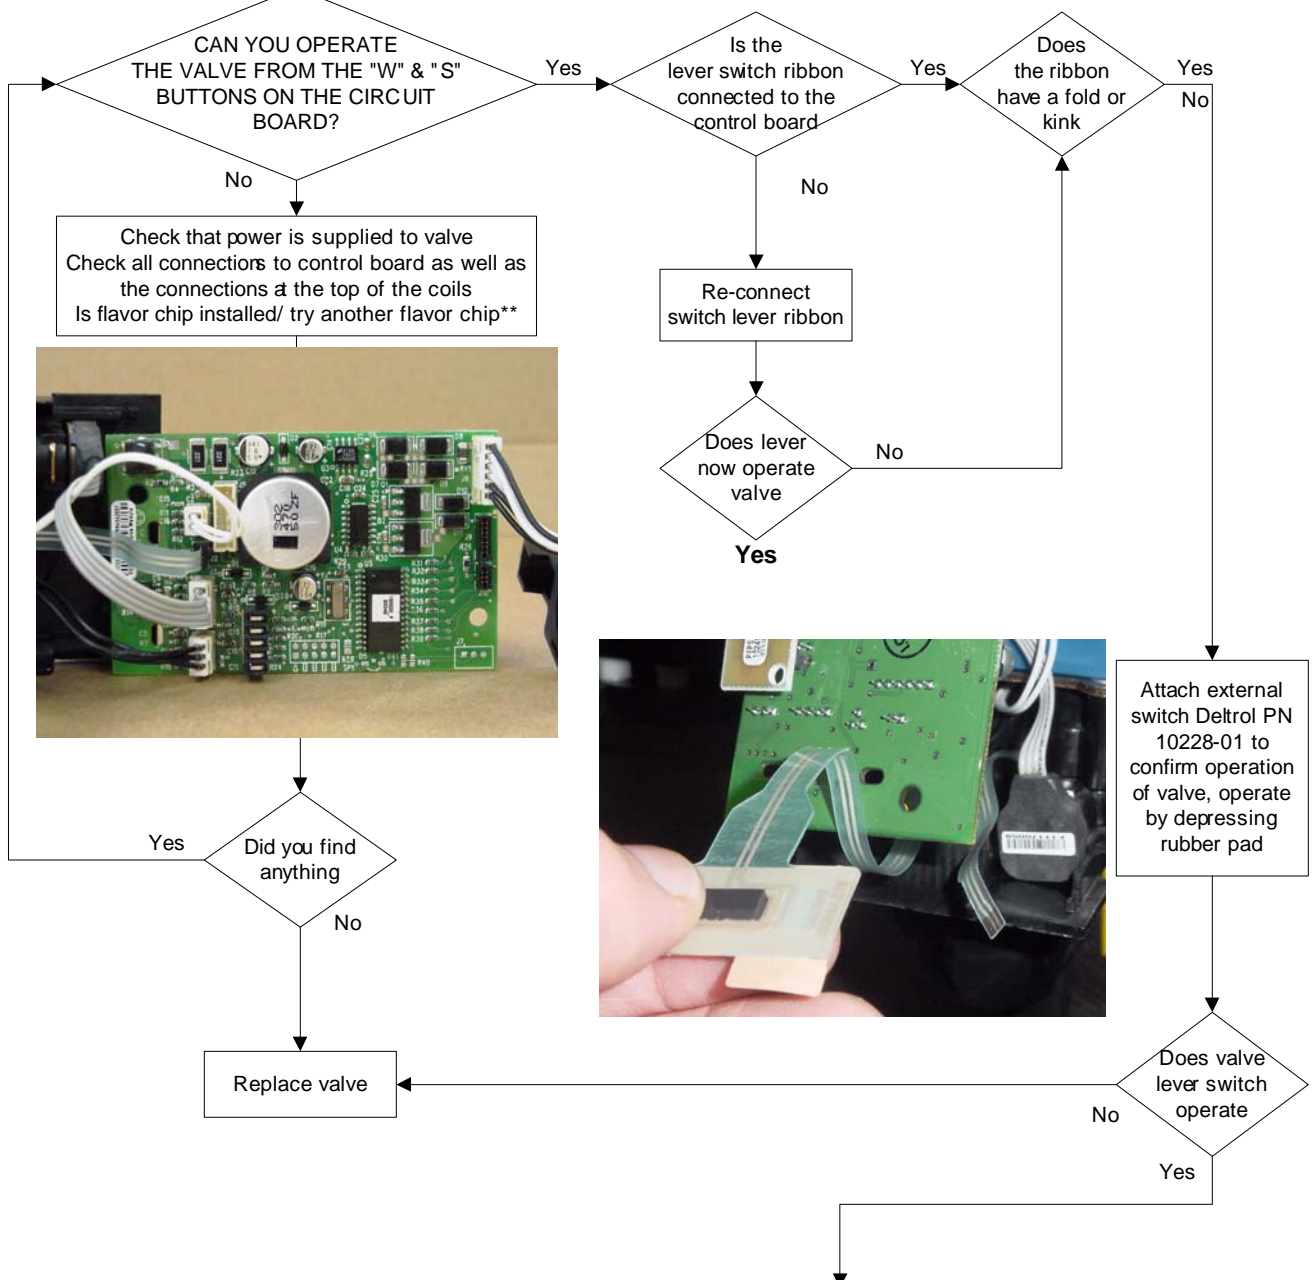 CAN YOU OPERATE
THE VALVE FROM THE "W" & "S"
BUTTONS ON THE CIRCUIT
BOARD?
Yes
No
Is the
lever switch ribbon
connected to the
control board
Yes
No
Does
the ribbon
have a fold or
kink
Yes
No
Check that power is supplied to valve
Check all connections to control board as well as
the connections at the top of the coils
Is flavor chip installed/ try another flavor chip**
Re-connect
switch lever ribbon
Does lever
now operate
valve
No
Yes
302
470
50 ZF
Attach external
switch Deltrol PN
10228-01 to
confirm operation
of valve, operate
by depressing
rubber pad
Did you find
anything
Yes
No
Replace valve
Does valve
lever switch
operate
No
Yes